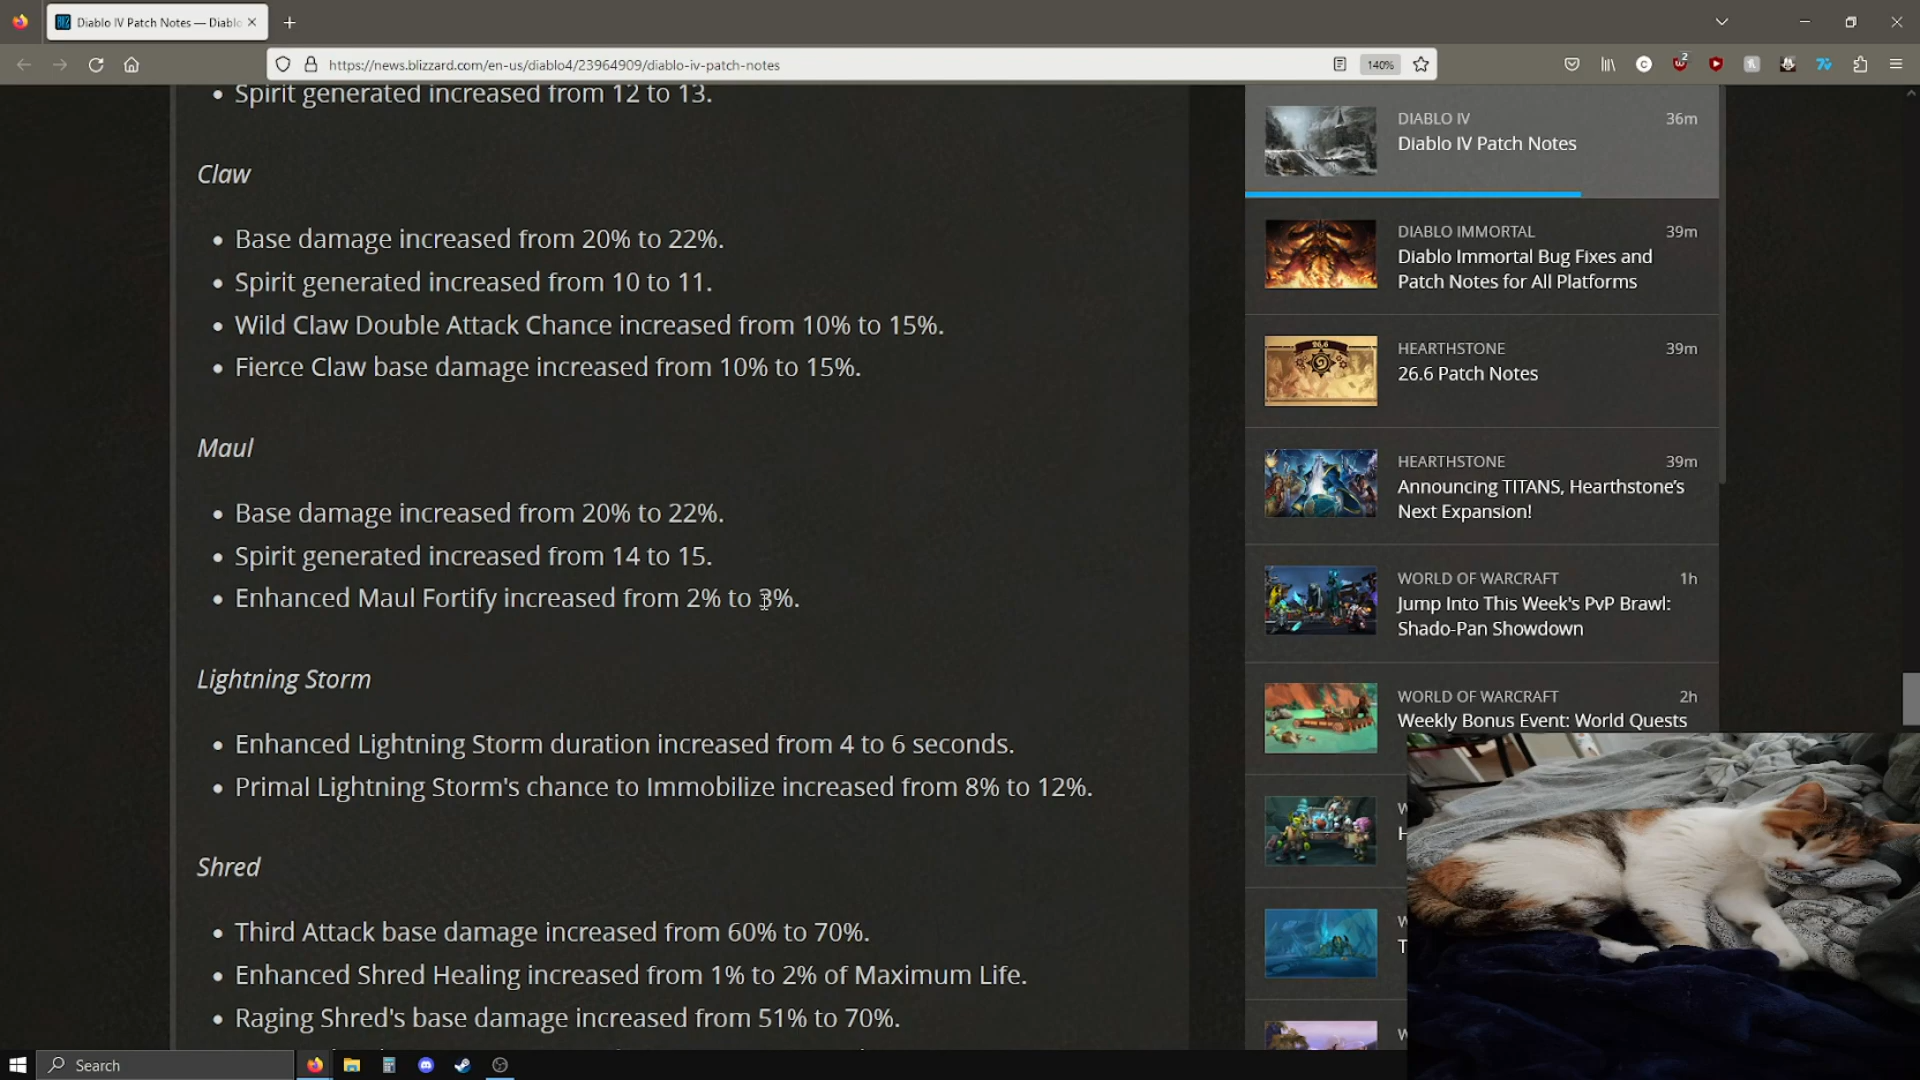 Diablo IV Patch Notes — Diablo
https://news.blizzard.com/en-us/diablo4/23964909/diablo-iv-patch-notes
140%
2
Spirit generated increased from 12 to 13.
Claw
Base damage increased from 20% to 22%.
Spirit generated increased from 10 to 11.
Wild Claw Double Attack Chance increased from 10% to 15%.
Fierce Claw base damage increased from 10% to 15%.
Maul
Base damage increased from 20% to 22%.
Spirit generated increased from 14 to 15.
Enhanced Maul Fortify increased from 2% to 3%.
Lightning Storm
Enhanced Lightning Storm duration increased from 4 to 6 seconds.
Primal Lightning Storm's chance to Immobilize increased from 8% to 12%.
Shred
Third Attack base damage increased from 60% to 70%.
Enhanced Shred Healing increased from 1% to 2% of Maximum Life.
Raging Shred's base damage increased from 51% to 70%.
DIABLO IV 36m
Diablo IV Patch Notes
DIABLO IMMORTAL 39m
Diablo Immortal Bug Fixes and
Patch Notes for All Platforms
HEARTHSTONE 39m
26.6 Patch Notes
HEARTHSTONE 39m
Announcing TITANS, Hearthstone's
Next Expansion!
WORLD OF WARCRAFT 1h
Jump Into This Week's PvP Brawl:
Shado-Pan Showdown
WORLD OF WARCRAFT 2h
Weekly Bonus Event: World Quests
W
H
W
T
W
Search